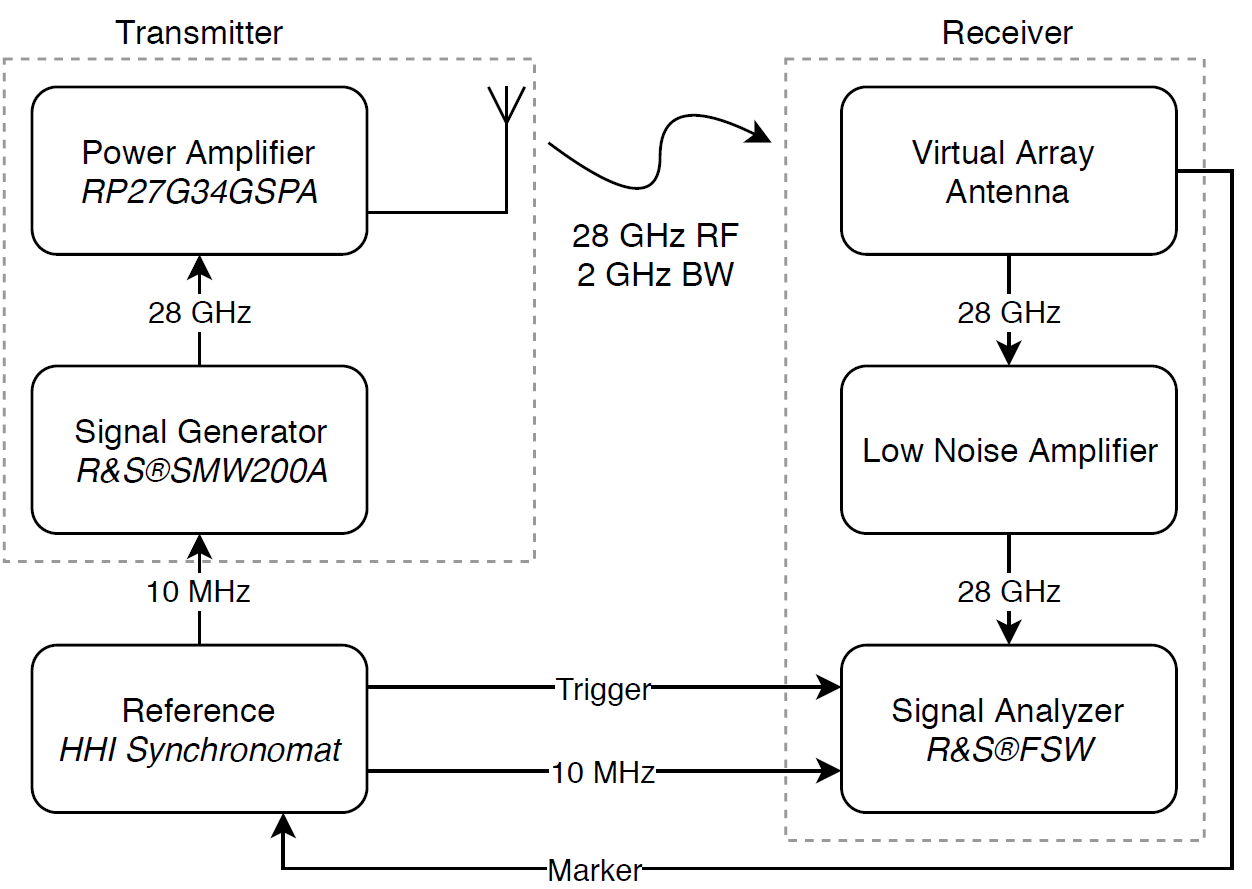 Transmitter
Receiver
Power Amplifier
RP27G34GSPA
Virtual Array
Antenna
28 GHz RF
2 GHz BW
28 GHz
28 GHz
Signal Generator
R&S®SMW200A
Low Noise Amplifier
10 MHz
28 GHz
Reference
HHI Synchronomat
Trigger
10 MHz
Signal Analyzer
R&S®FSW
Marker